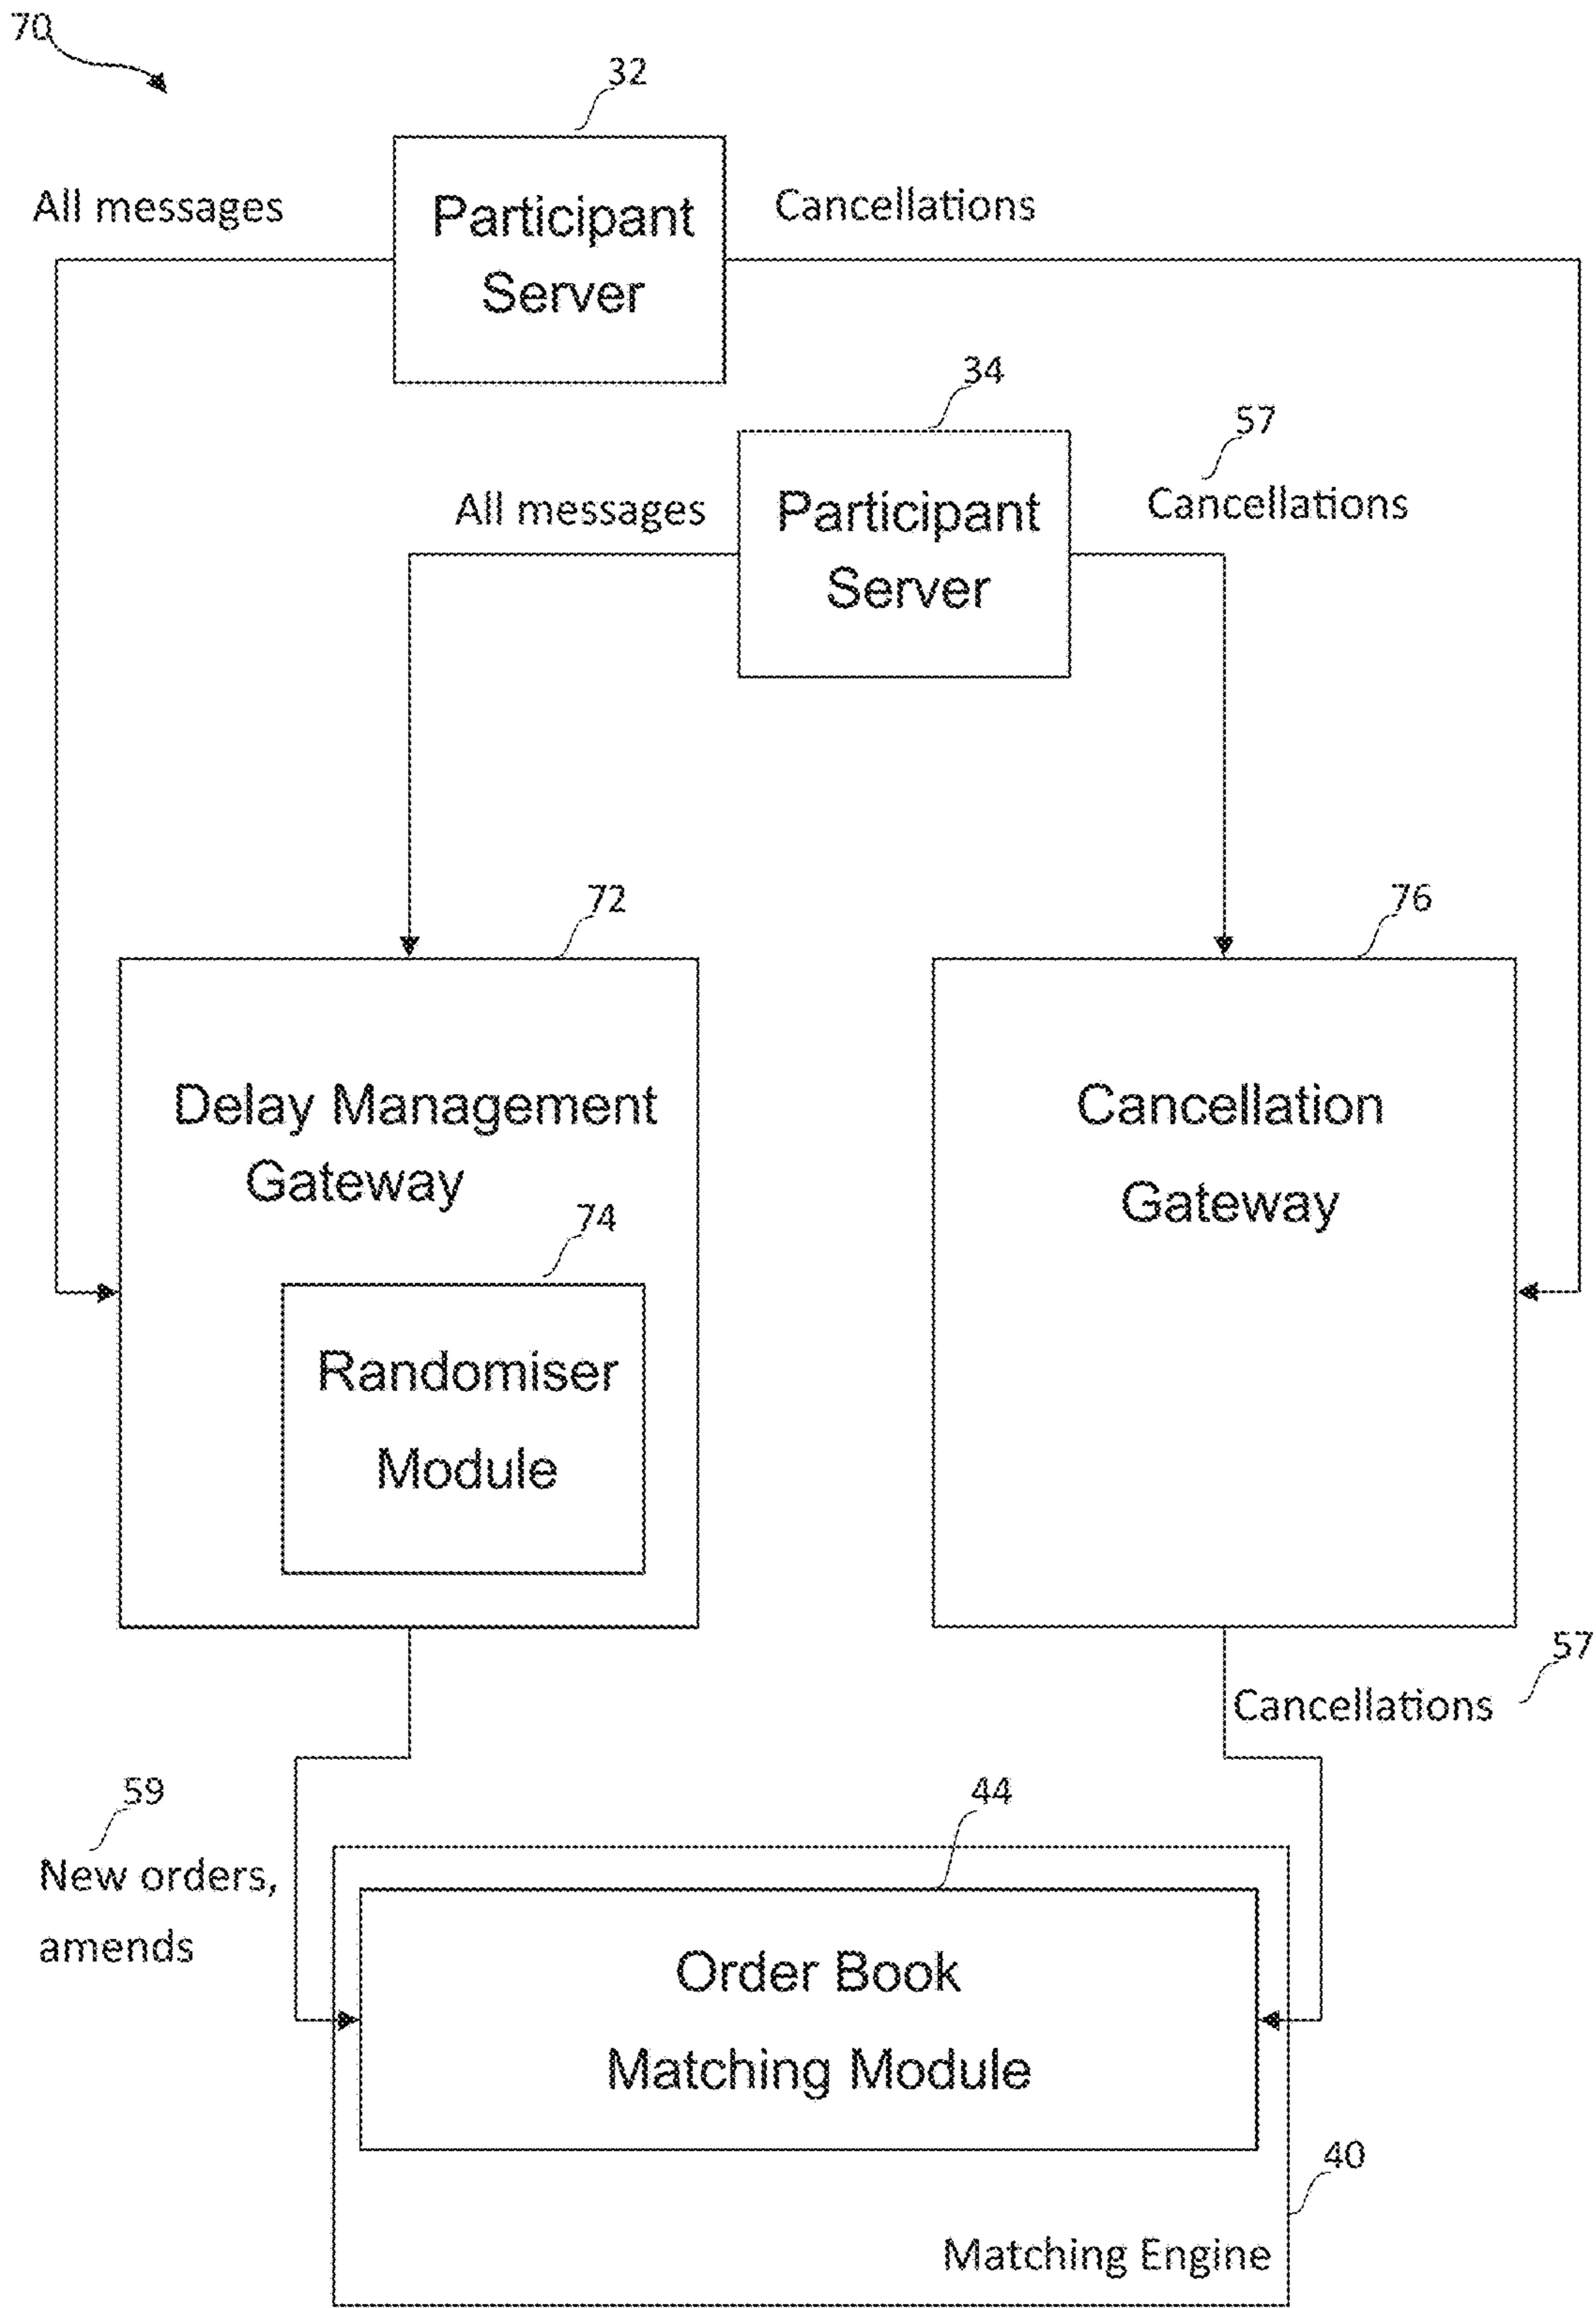 70
32
All messages
Participant
Server
Cancellations
34
57
All messages
Participant
Server
Cancellations
72
76
Delay Management
Gateway
Cancellation
Gateway
74
Randomiser
Module
57
Cancellations
59
New orders,
amends
44
Order Book
Matching Module
40
Matching Engine